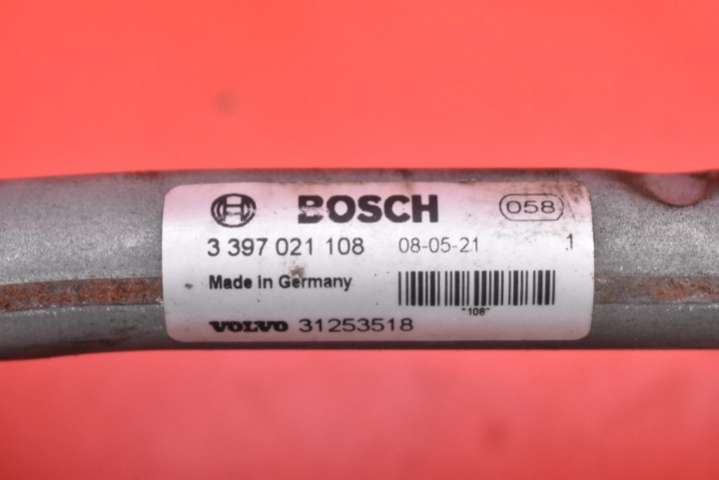 BOSCH 058
3 397 021 108 08-05-21 1
Made in Germany
"108"
VOLVO 31253518